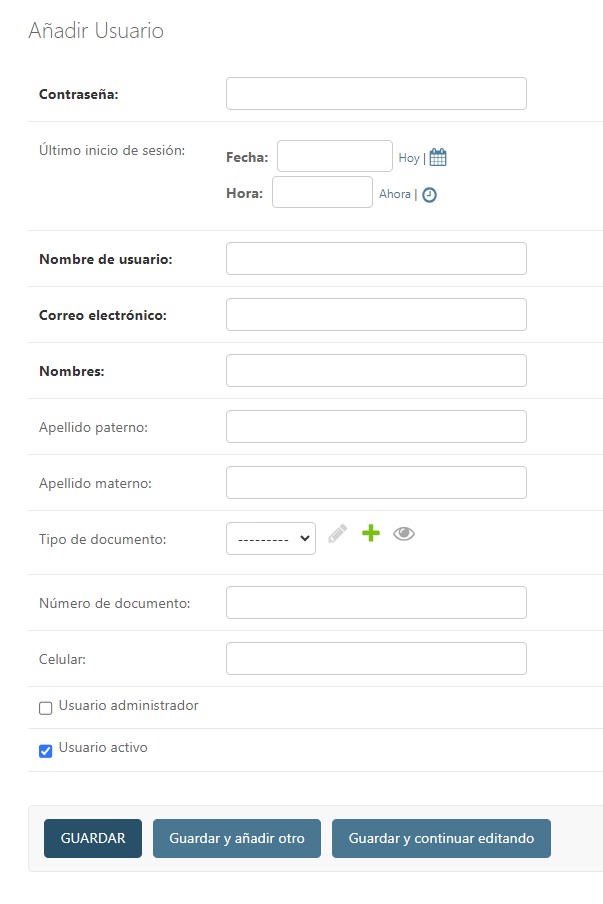 Añadir Usuario
Contraseña:
Último inicio de sesión:
Fecha: Hoy |
Hora: Ahora |
Nombre de usuario:
Correo electrónico:
Nombres:
Apellido paterno:
Apellido materno:
Tipo de documento: ---------
Número de documento:
Celular:
Usuario administrador
Usuario activo
GUARDAR Guardar y añadir otro Guardar y continuar editando